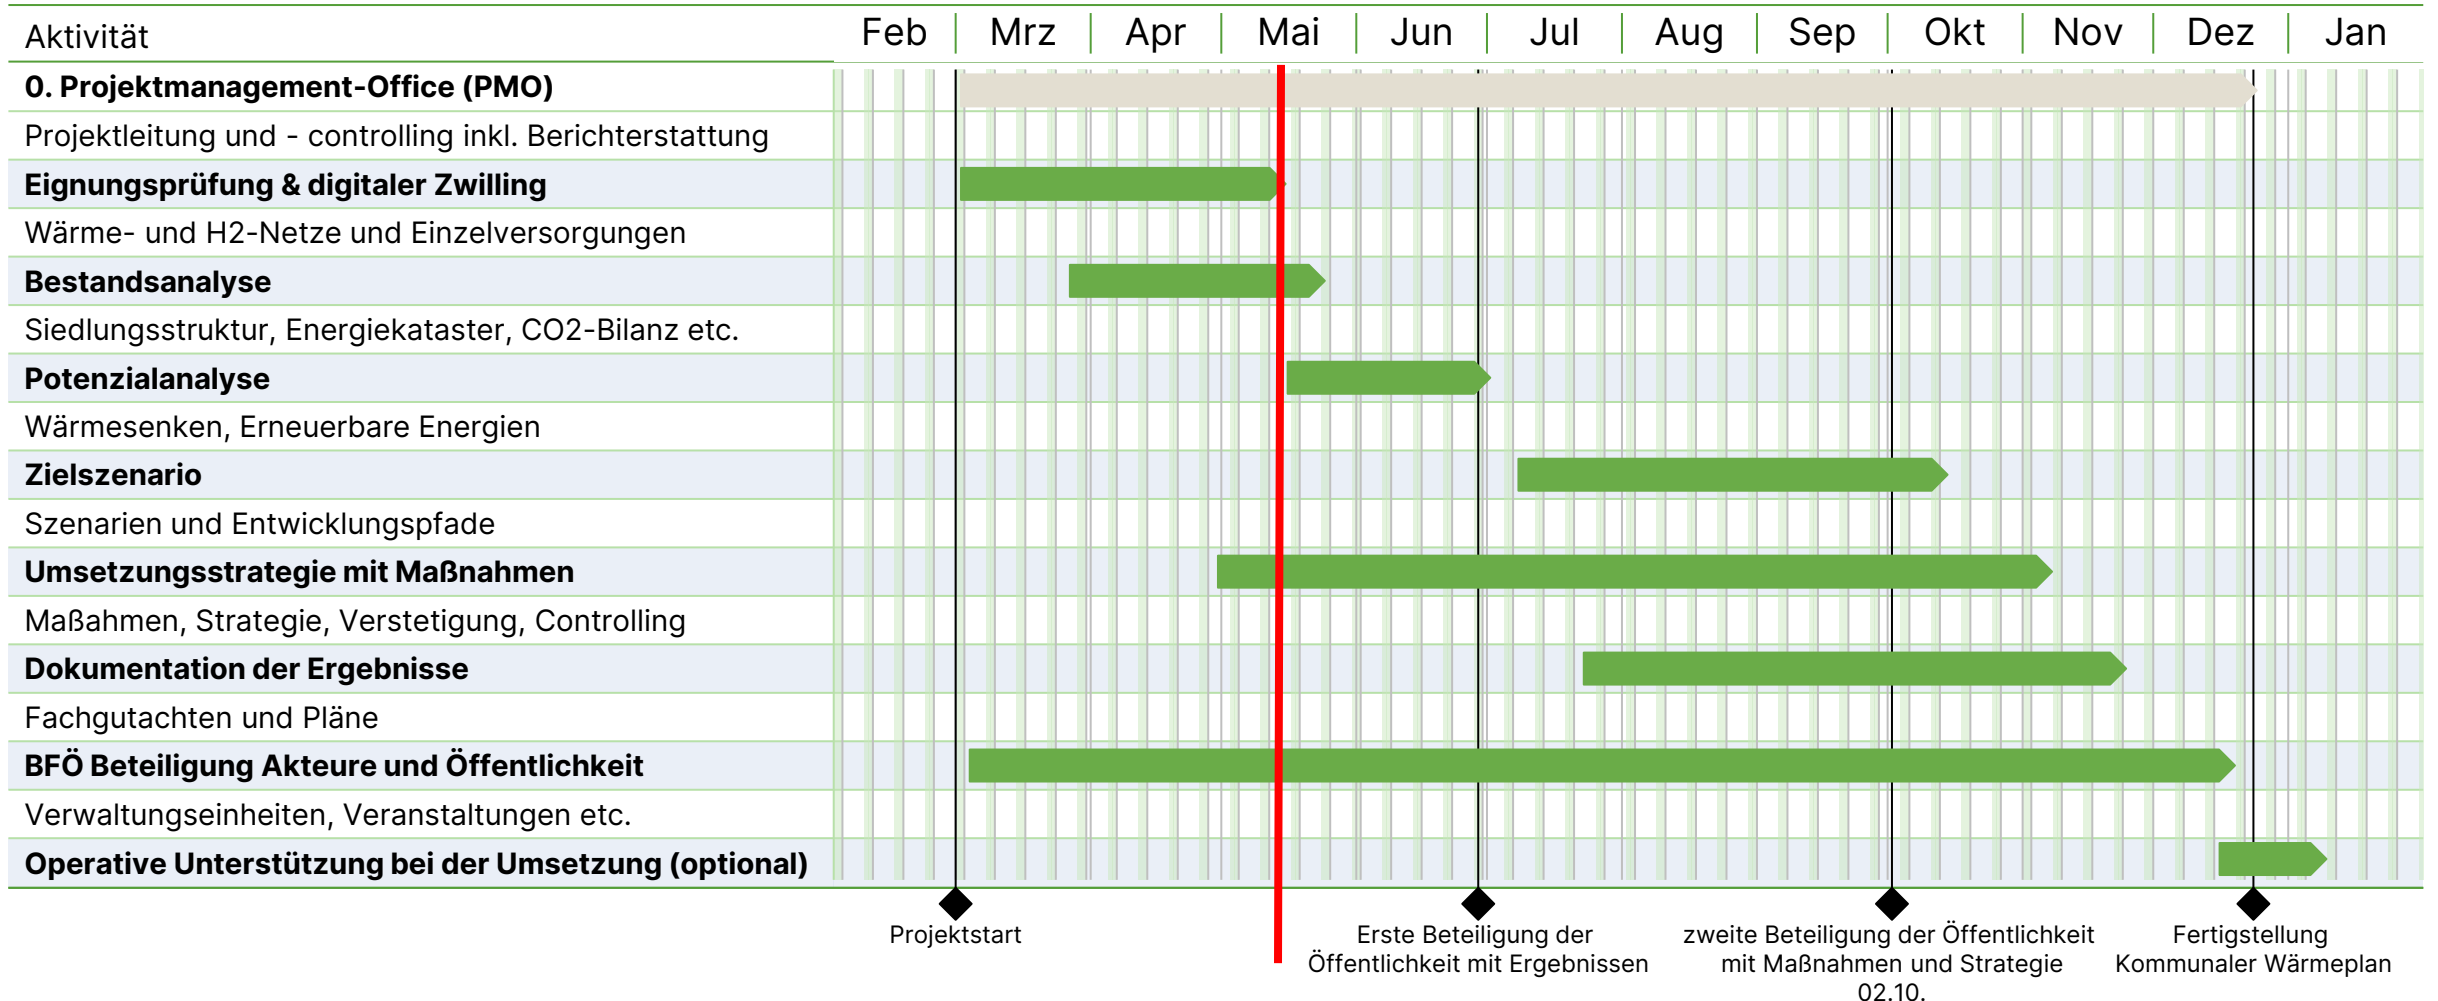 Aktivität Feb Mrz Apr Mai Jun Jul Aug Sep Okt Nov Dez Jan
0. Projektmanagement-Office (PMO)
Projektleitung und - controlling inkl. Berichterstattung
Eignungsprüfung & digitaler Zwilling
Wärme- und H2-Netze und Einzelversorgungen
Bestandsanalyse
Siedlungsstruktur, Energiekataster, CO2-Bilanz etc.
Potenzialanalyse
Wärmesenken, Erneuerbare Energien
Zielszenario
Szenarien und Entwicklungspfade
Umsetzungsstrategie mit Maßnahmen
Maßahmen, Strategie, Verstetigung, Controlling
Dokumentation der Ergebnisse
Fachgutachten und Pläne
BFÖ Beteiligung Akteure und Öffentlichkeit
Verwaltungseinheiten, Veranstaltungen etc.
Operative Unterstützung bei der Umsetzung (optional)
Projektstart
Erste Beteiligung der
Öffentlichkeit mit Ergebnissen
zweite Beteiligung der Öffentlichkeit
mit Maßnahmen und Strategie
02.10.
Fertigstellung
Kommunaler Wärmeplan